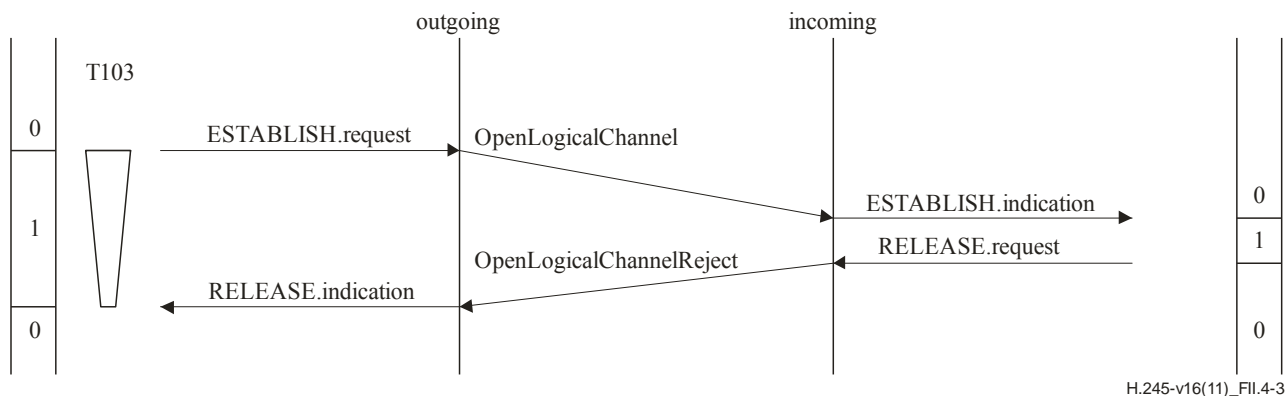 outgoing incoming
T103
0
ESTABLISH.request OpenLogicalChannel
ESTABLISH.indication 0
1
RELEASE.request 1
OpenLogicalChannelReject
RELEASE.indication
0 0
H.245-v16(11)_FII.4-3